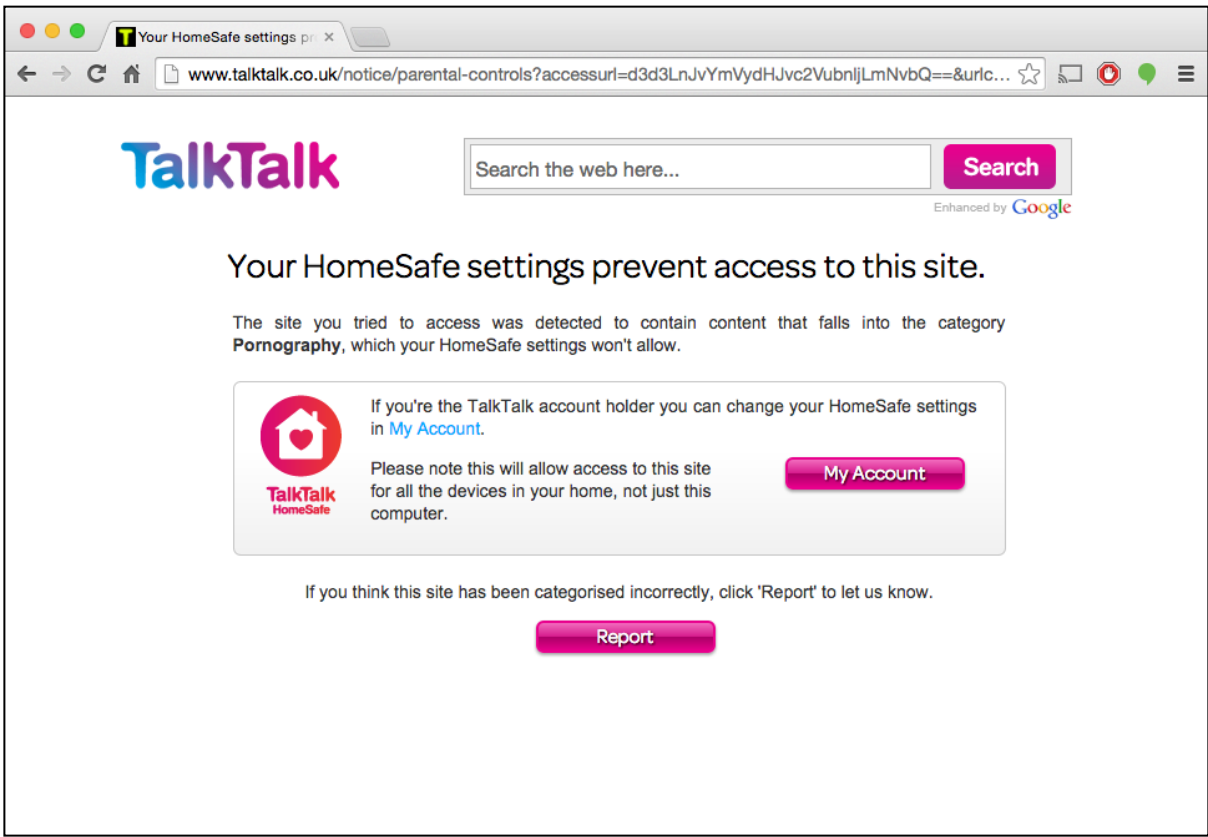 Your HomeSafe settings pr
www.talktalk.co.uk/notice/parental-controls?accessurl=d3d3LnJvYmVydHJvc2VubnljLmNvbQ==&urlc...
TalkTalk
Search the web here...
Search
Enhanced by Google
Your HomeSafe settings prevent access to this site.
The site you tried to access was detected to contain content that falls into the category
Pornography, which your HomeSafe settings won't allow.
If you're the TalkTalk account holder you can change your HomeSafe settings
in My Account.
Please note this will allow access to this site
for all the devices in your home, not just this
computer.
My Account
TalkTalk
HomeSafe
If you think this site has been categorised incorrectly, click 'Report' to let us know.
Report